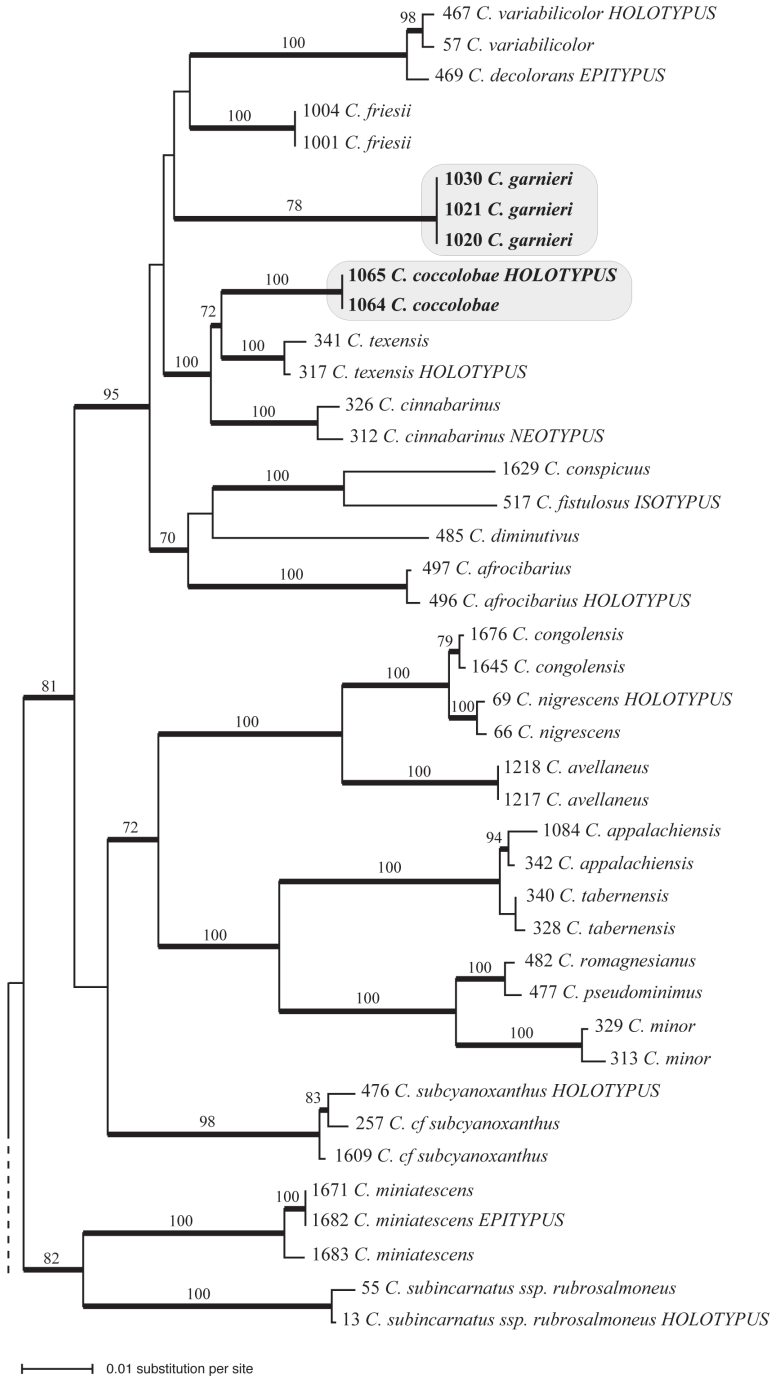 98
467 C. variabilicolor HOLOTYPUS
100
57 C. variabilicolor
469 C. decolorans EPITYPUS
1004 C. friesii
100
1001 C. friesii
1030 C. garnieri
78
1021 C. garnieri
1020 C. garnieri
100
1065 C. coccolobae HOLOTYPUS
1064 C. coccolobae
72
341 C. texensis
100
100
317 C. texensis HOLOTYPUS
95
326 C. cinnabarinus
100
312 C. cinnabarinus NEOTYPUS
1629 C. conspicuus
100
517 C. fistulosus ISOTYPUS
70
485 C. diminutivus
497 C. afrocibarius
100
496 C. afrocibarius HOLOTYPUS
1676 C. congolensis
79
1645 C. congolensis
100
81
69 C. nigrescens HOLOTYPUS
100
66 C. nigrescens
100
1218 C. avellaneus
100
1217 C. avellaneus
72
1084 C. appalachiensis
94
342 C. appalachiensis
100
340 C. tabernensis
328 C. tabernensis
100
482 C. romagnesianus
100
477 C. pseudominimus
100
329 C. minor
100
313 C. minor
476 C. subcyanoxanthus HOLOTYPUS
83
257 C. cf subcyanoxanthus
98
1609 C. cf subcyanoxanthus
1671 C. miniatescens
100
1682 C. miniatescens EPITYPUS
100
1683 C. miniatescens
82
55 C. subincarnatus ssp. rubrosalmoneus
100
13 C. subincarnatus ssp. rubrosalmoneus HOLOTYPUS
0.01 substitution per site